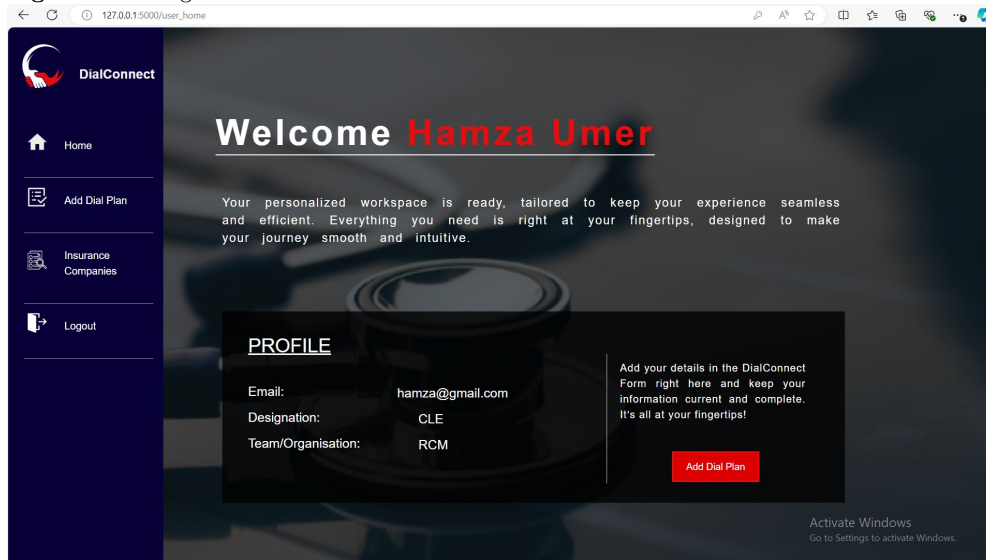 127.0.0.1:5000/user_home
DialConnect
Home
Add Dial Plan
Insurance
Companies
Logout
Welcome Hamza Umer
Your personalized workspace is ready, tailored to keep your experience seamless
and efficient. Everything you need is right at your fingertips, designed to make
your journey smooth and intuitive.
PROFILE
Email: hamza@gmail.com
Designation: CLE
Team/Organisation: RCM
Add your details in the DialConnect
Form right here and keep your
information current and complete.
It's all at your fingertips!
Add Dial Plan
Activate Windows
Go to Settings to activate Windows.